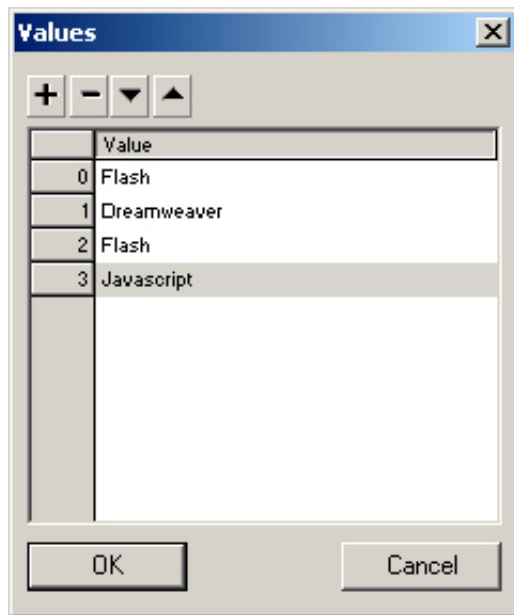 Values
Value
0 Flash
1 Dreamweaver
2 Flash
3 Javascript
OK Cancel